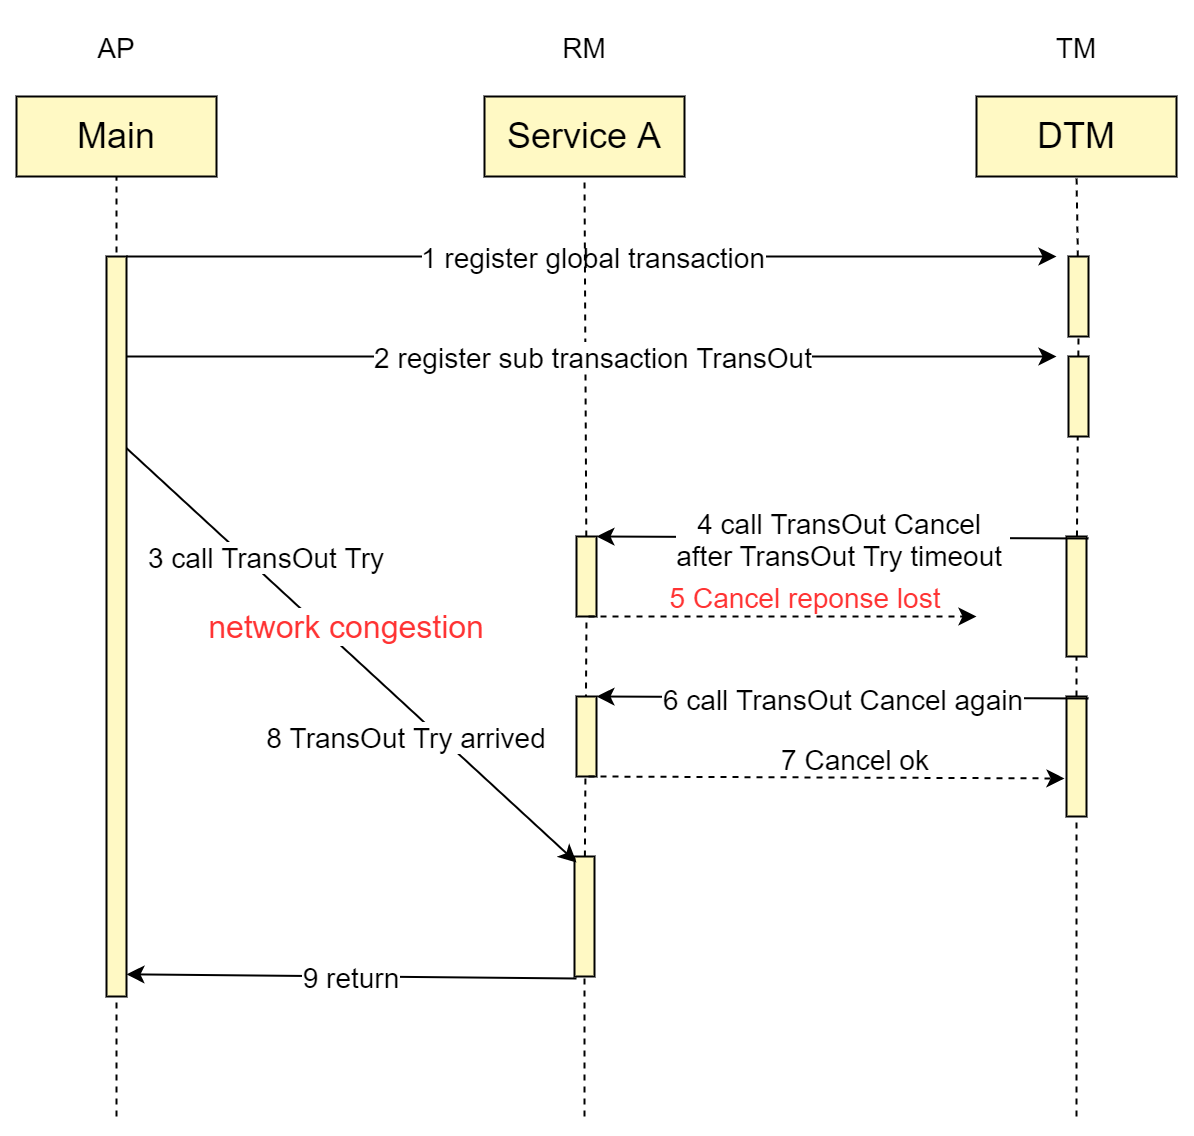 AP
RM
TM
Main
Service A
DTM
1 register global transaction
2 register sub transaction TransOut
4 call TransOut Cancel
after TransOut Try timeout
3 call TransOut Try
5 Cancel reponse lost
network congestion
6 call TransOut Cancel again
8 TransOut Try arrived
7 Cancel ok
9 return